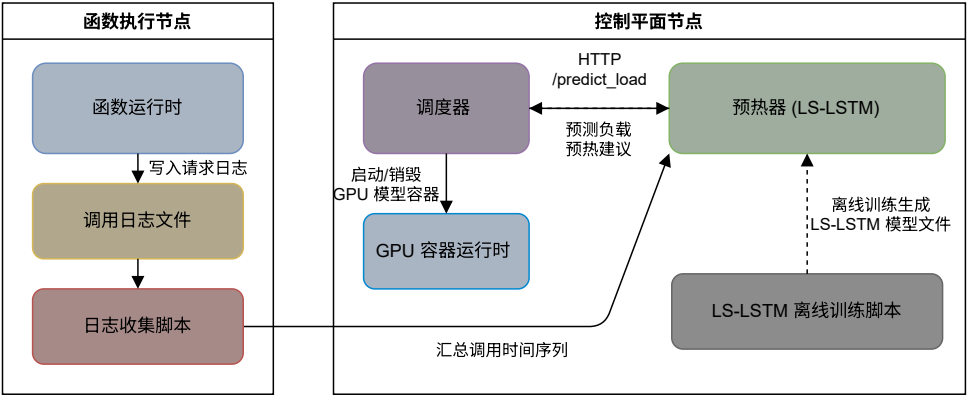 函数执行节点
函数运行时
写入请求日志
调用日志文件
日志收集脚本
控制平面节点
调度器
HTTP
/predict_load
预测负载
预热建议
预热器 (LS-LSTM)
启动/销毁
GPU 模型容器
GPU 容器运行时
离线训练生成
LS-LSTM 模型文件
LS-LSTM 离线训练脚本
汇总调用时间序列